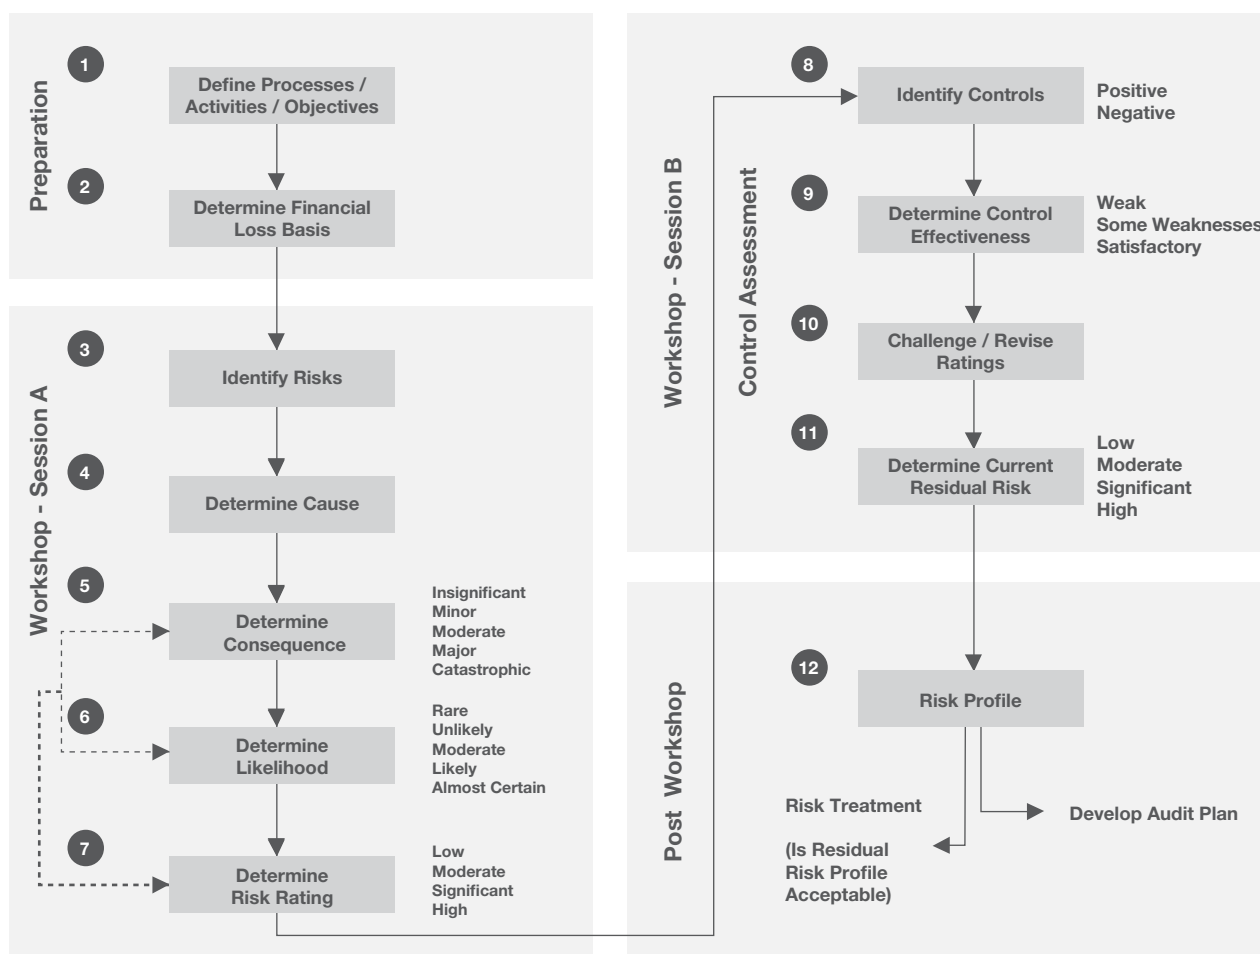 Preparation
1
Define Processes /
Activities / Objectives
2
Determine Financial
Loss Basis
Workshop - Session A
3
Identify Risks
4
Determine Cause
5
Determine
Consequence
Insignificant
Minor
Moderate
Major
Catastrophic
6
Determine
Likelihood
Rare
Unlikely
Moderate
Likely
Almost Certain
7
Determine
Risk Rating
Low
Moderate
Significant
High
Workshop - Session B
Control Assessment
8
Identify Controls
Positive
Negative
9
Determine Control
Effectiveness
Weak
Some Weaknesses
Satisfactory
10
Challenge / Revise
Ratings
11
Determine Current
Residual Risk
Low
Moderate
Significant
High
Post Workshop
12
Risk Profile
Risk Treatment
(Is Residual
Risk Profile
Acceptable)
Develop Audit Plan